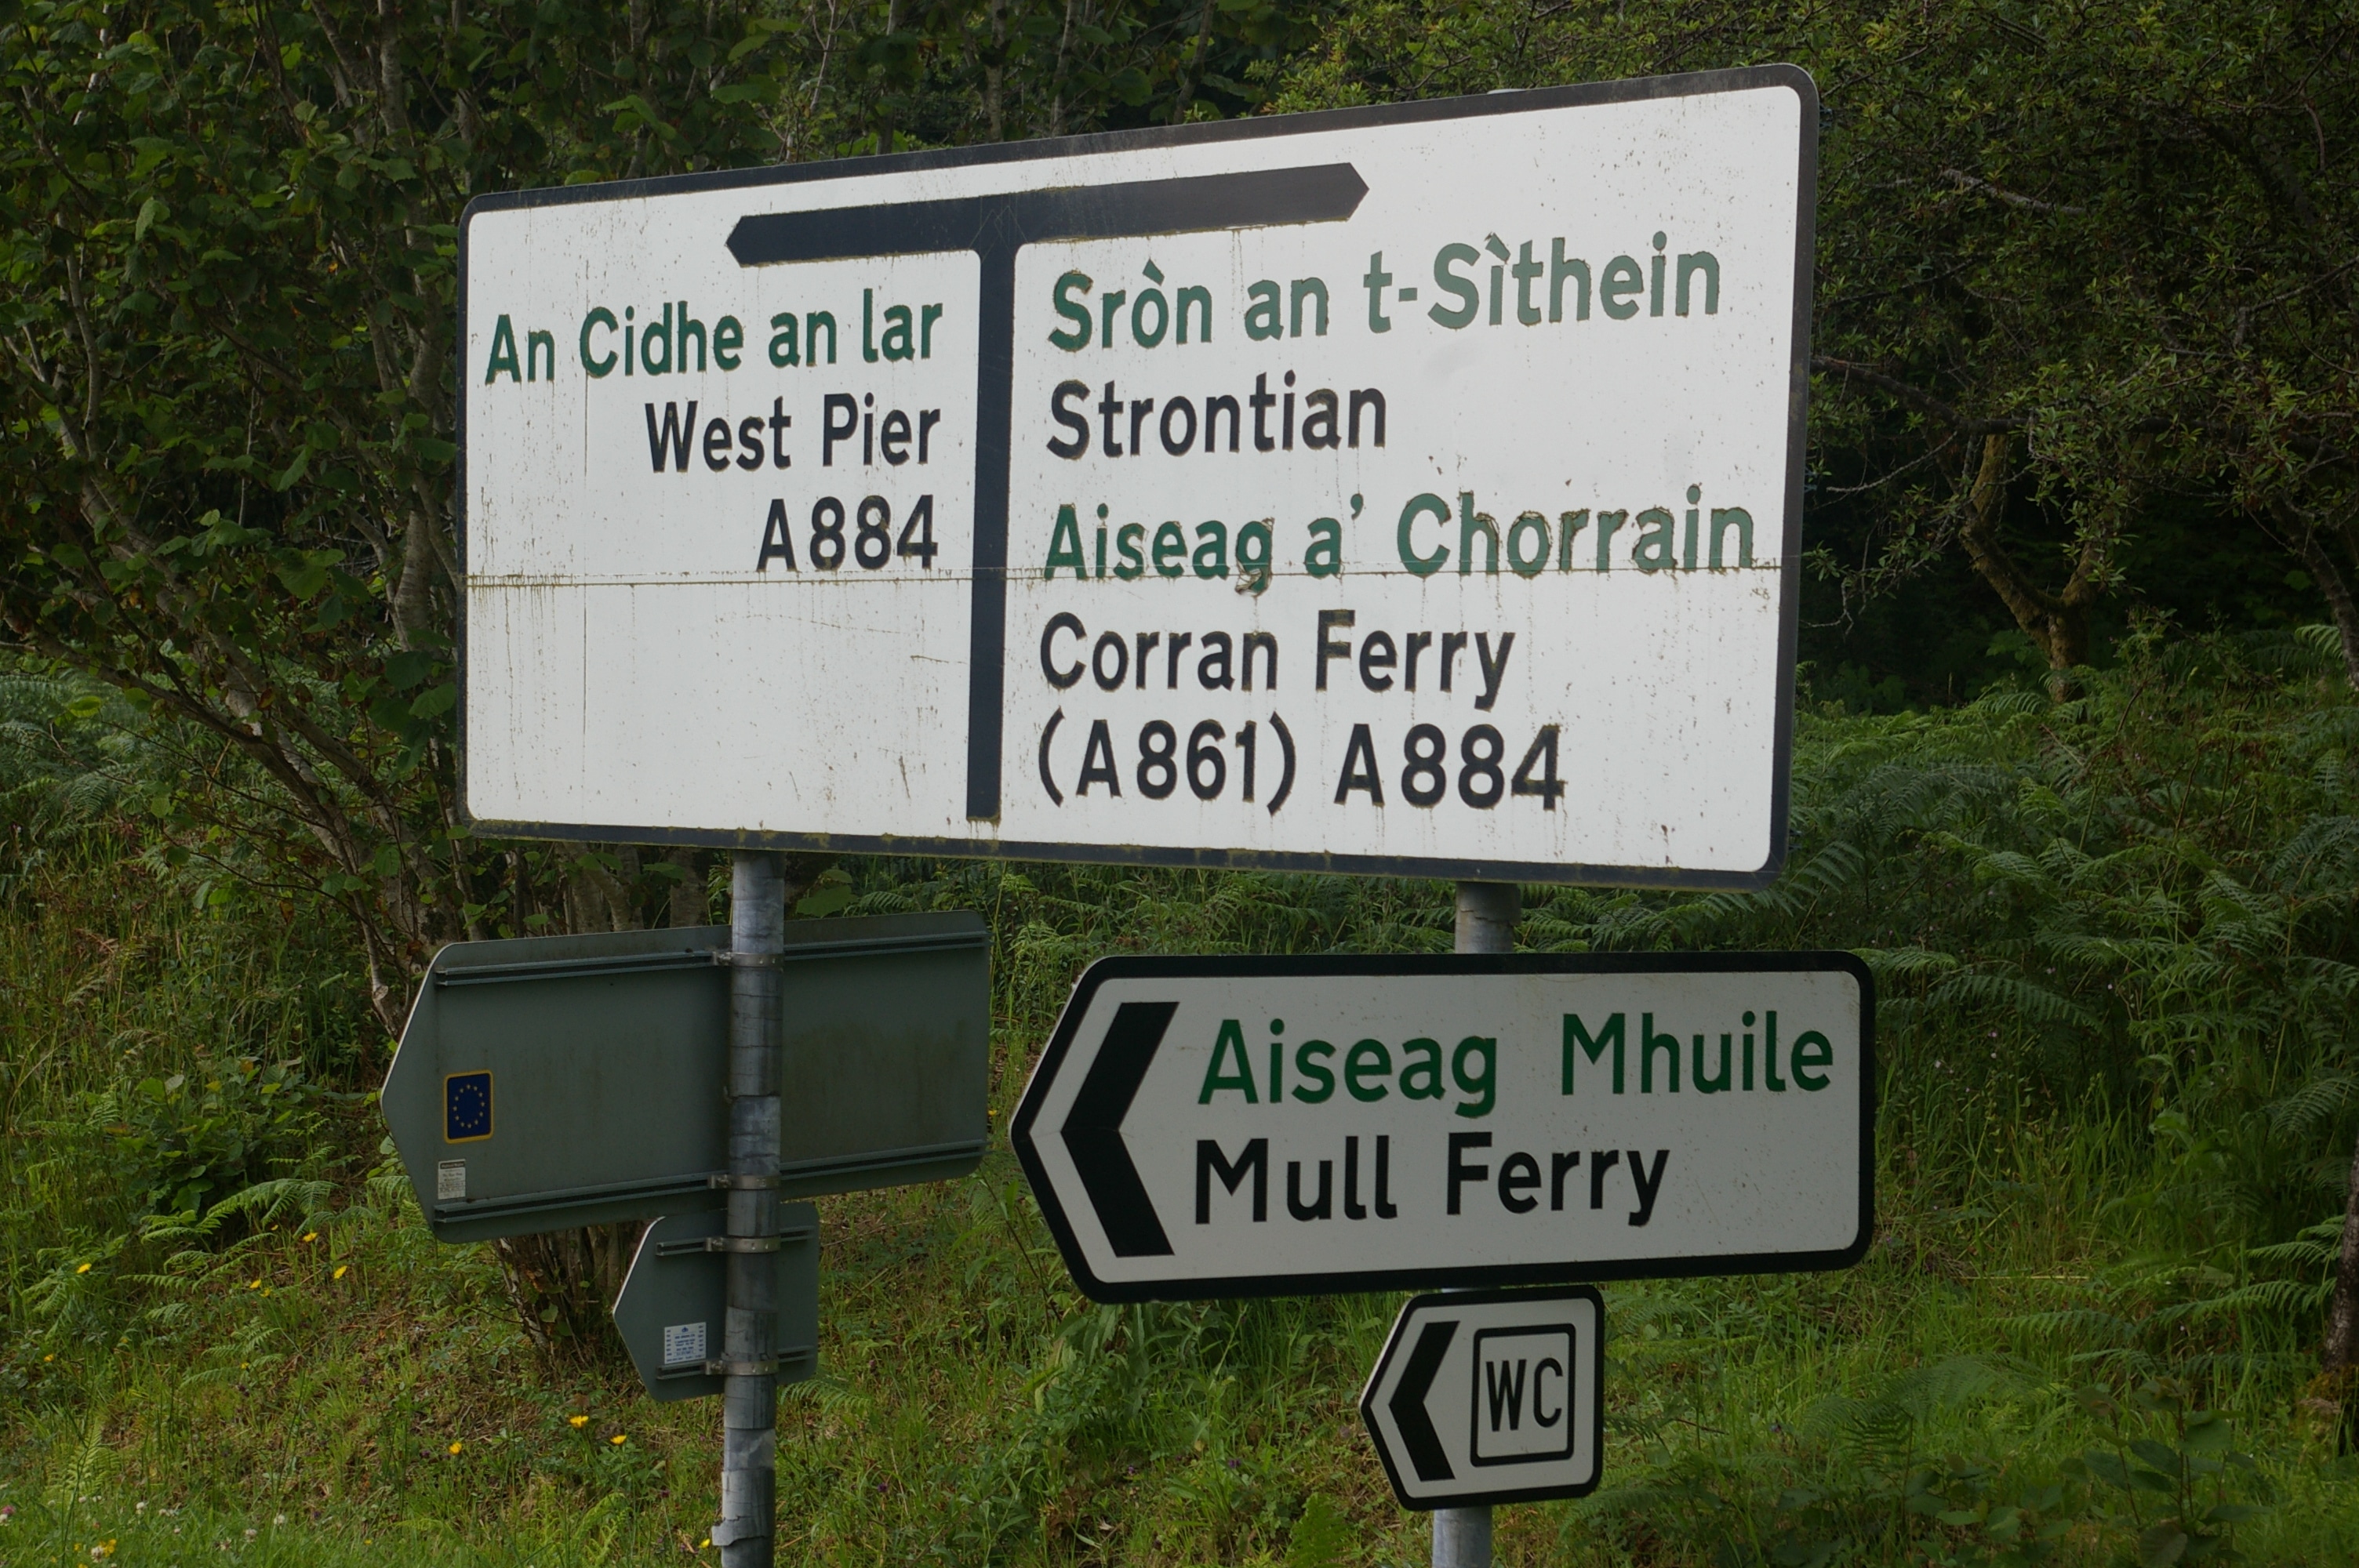 An Cidhe an Iar
West Pier
A884
Sròn an t-Sìthein
Strontian
Aiseag a' Chorrain
Corran Ferry
(A861) A884
Aiseag Mhuile
Mull Ferry
WC